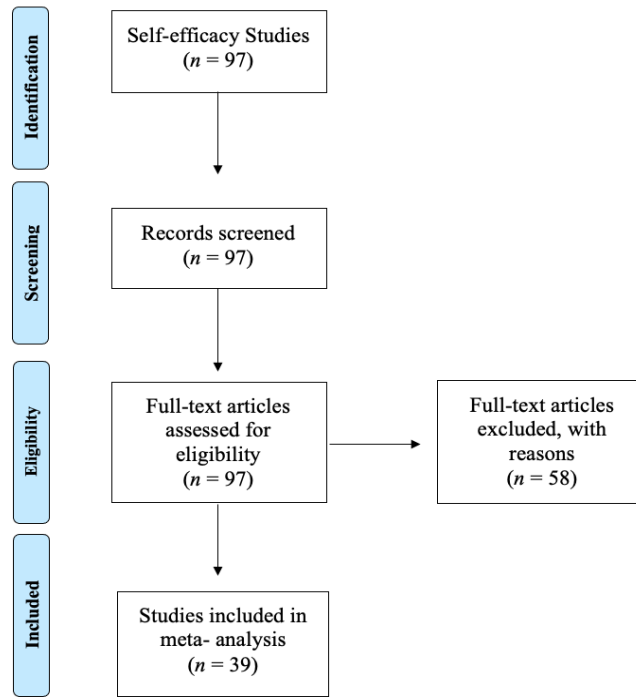 Identification
Self-efficacy Studies
(n = 97)
Screening
Records screened
(n = 97)
Eligibility
Full-text articles
assessed for
eligibility
(n = 97)
Full-text articles
excluded, with
reasons
(n = 58)
Included
Studies included in
meta- analysis
(n = 39)